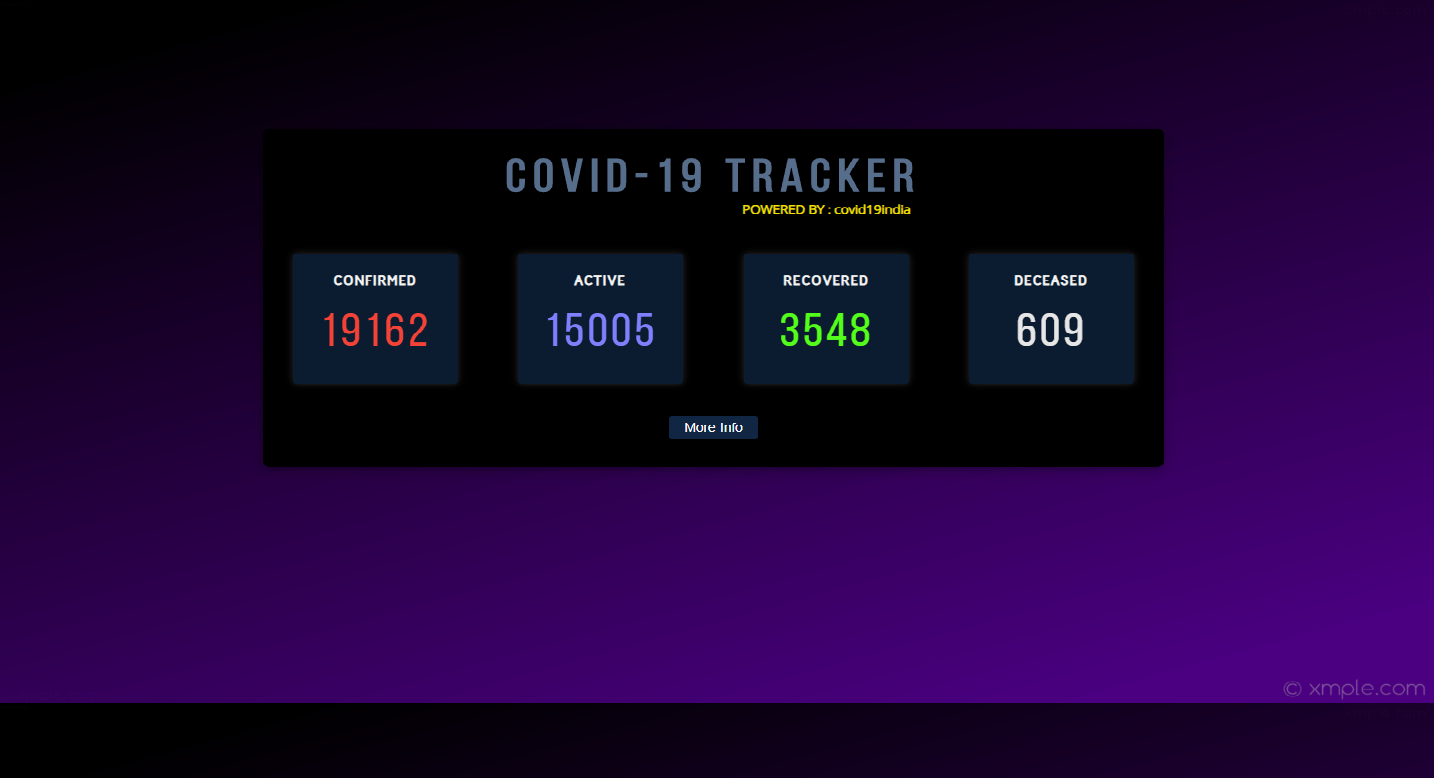 COVID-19 TRACKER
POWERED BY : covid19india
CONFIRMED ACTIVE RECOVERED DECEASED
19162 15005 3548 609
More Info
© xmple.com